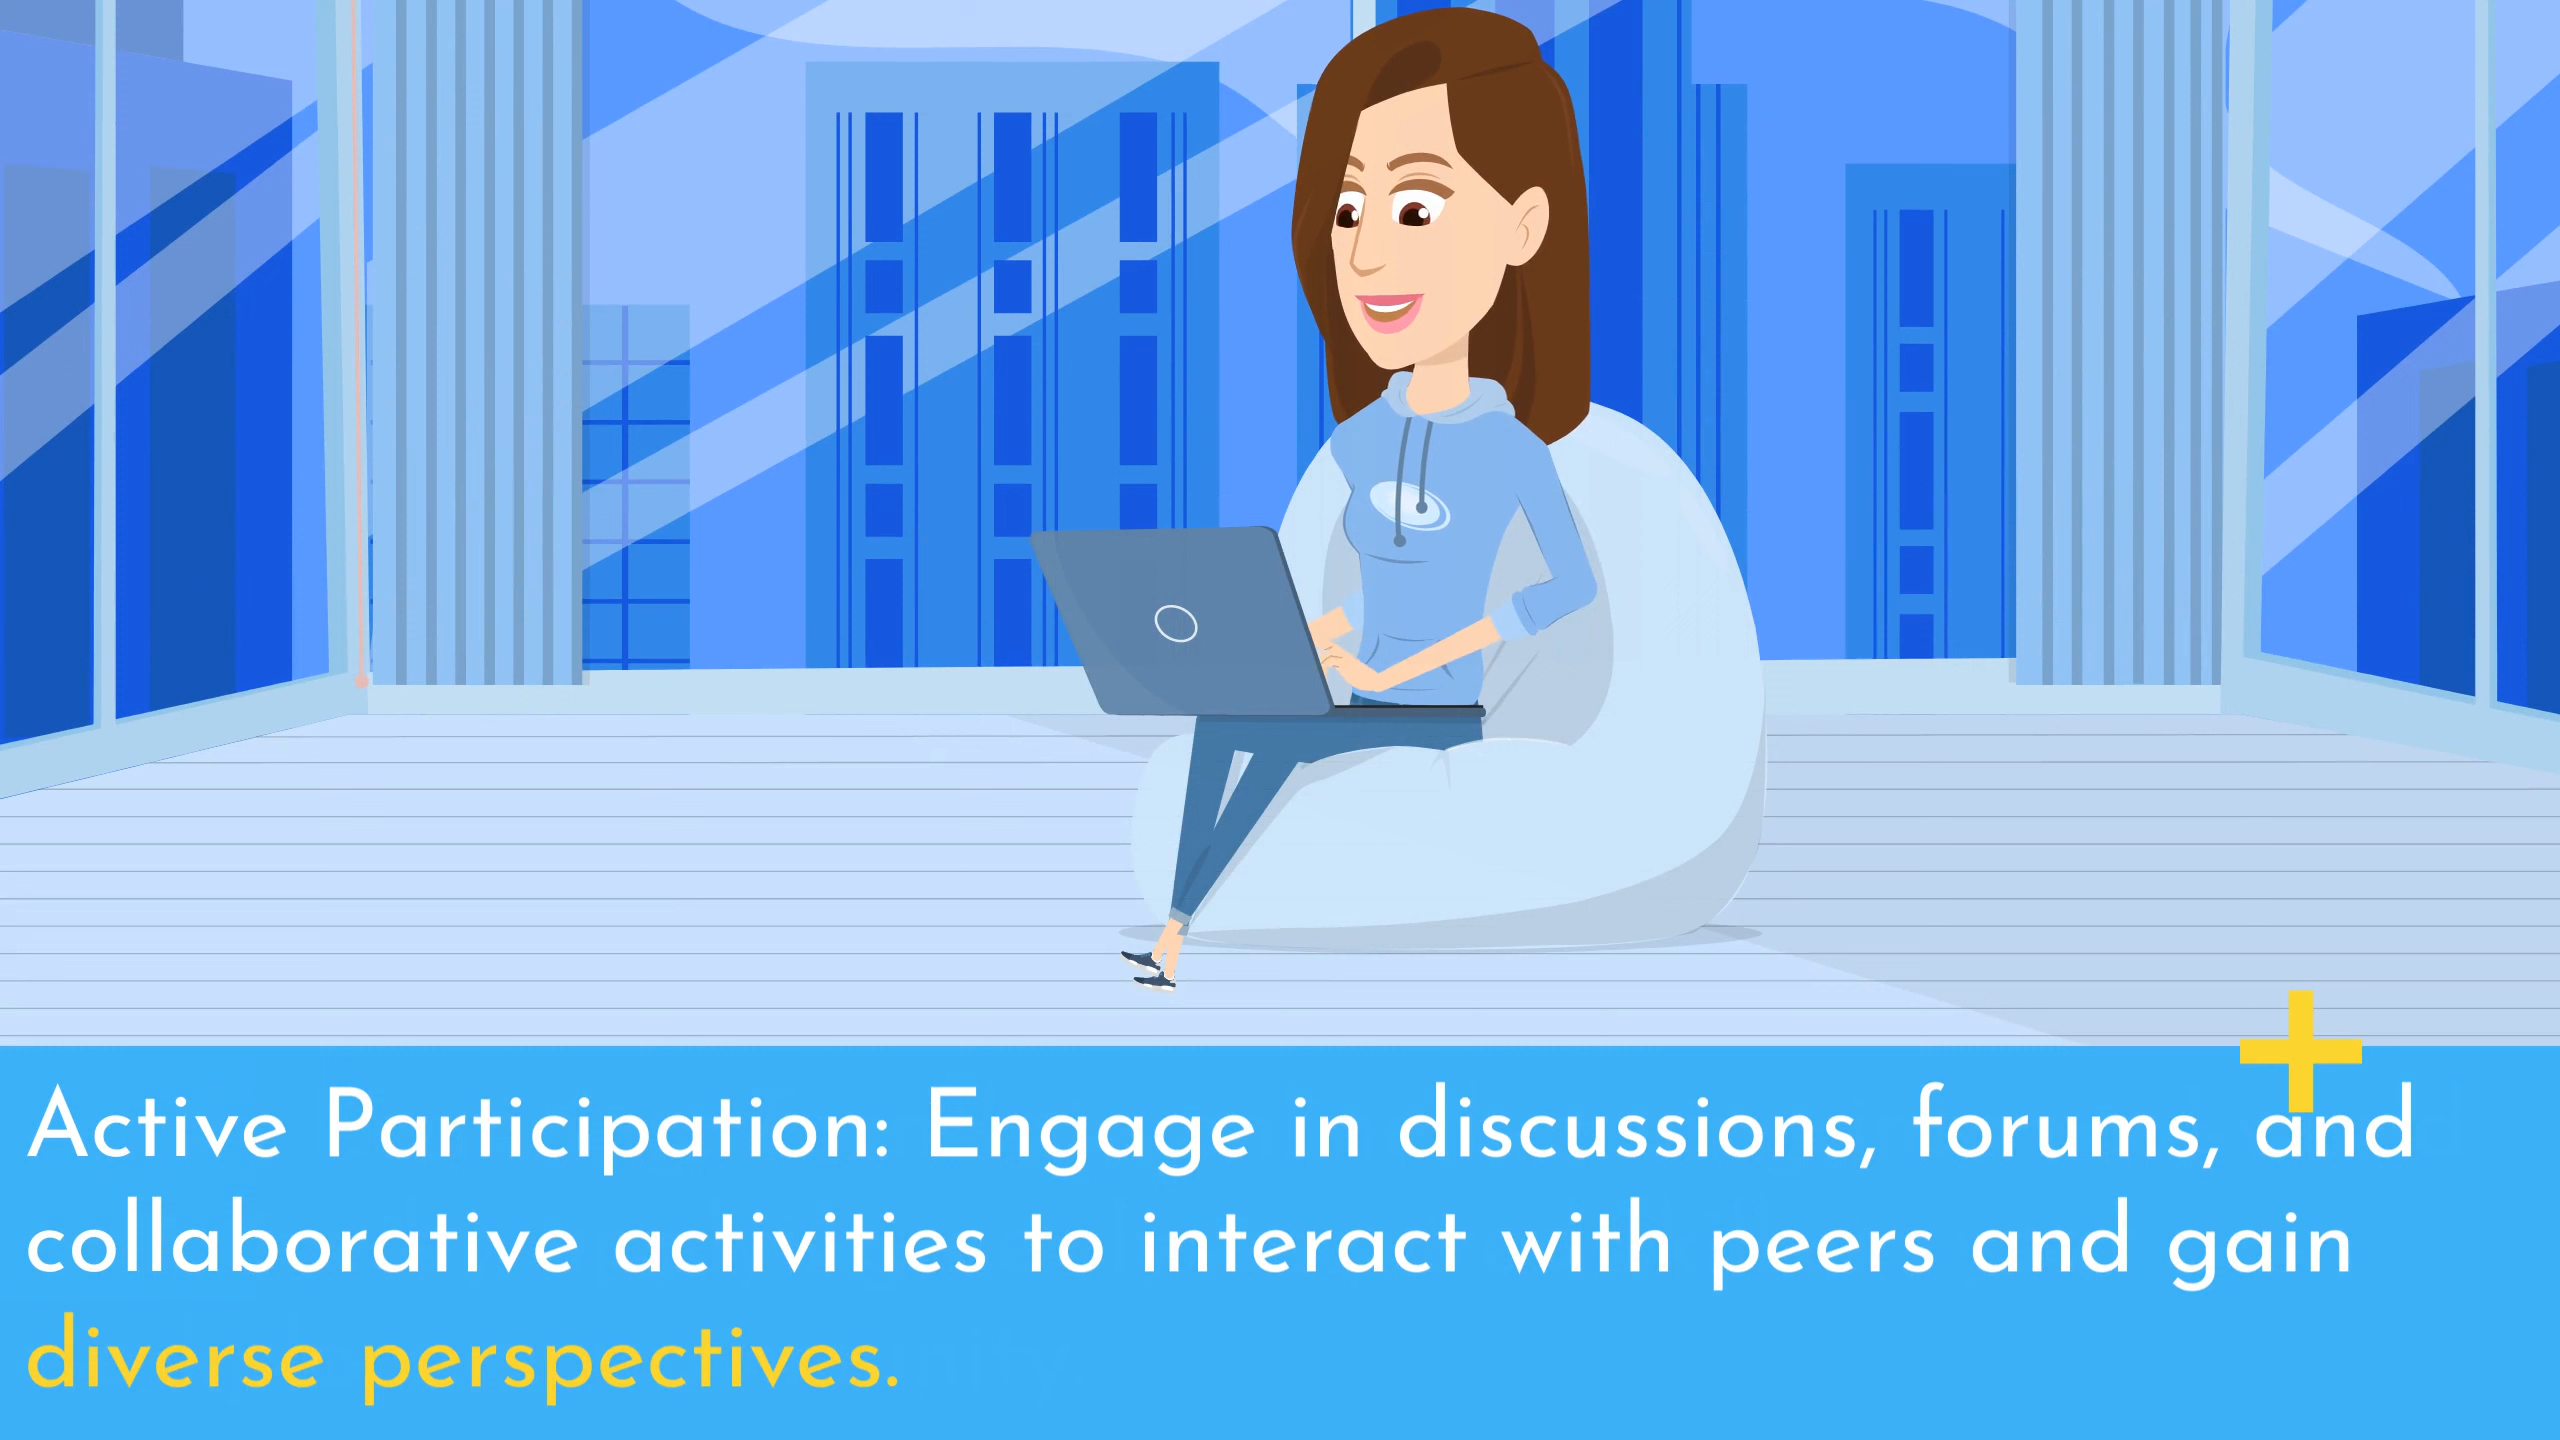 Active Participation: Engage in discussions, forums, and
collaborative activities to interact with peers and gain
diverse perspectives.